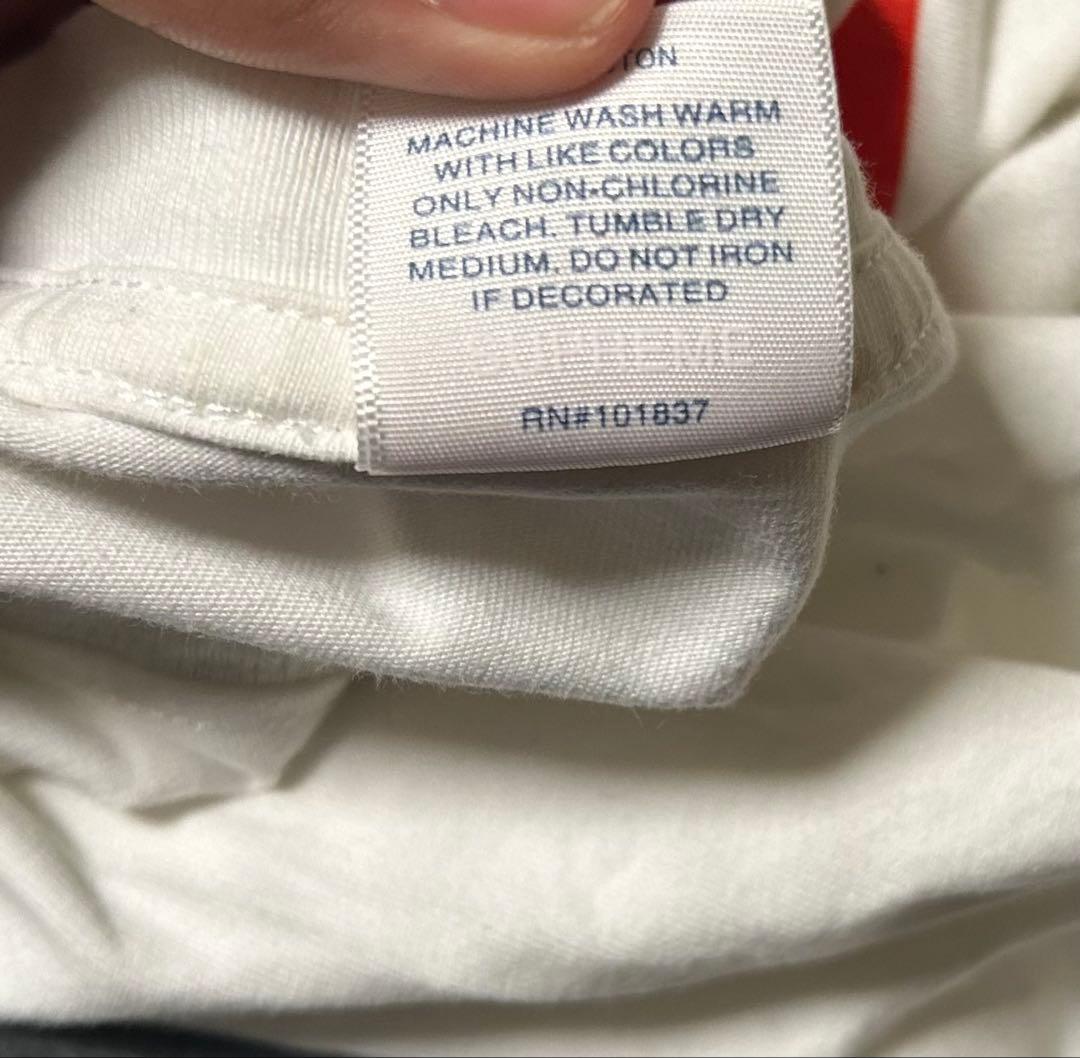 MACHINE WASH WARM
WITH LIKE COLORS
ONLY NON-CHLORINE
BLEACH. TUMBLE DRY
MEDIUM. DO NOT IRON
IF DECORATED
SUPREME
RN#101837